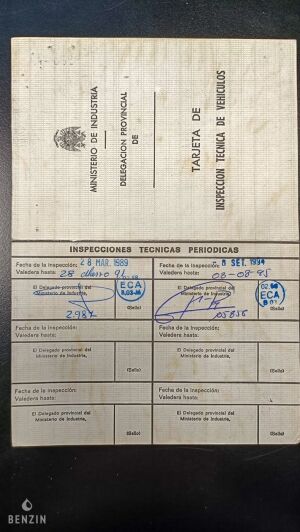 MINISTERIO DE INDUSTRIA
DELEGACION PROVINCIAL
DE
TARJETA DE
INSPECCION TECNICA DE VEHICULOS
INSPECCIONES TECNICAS PERIODICAS
Fecha de la inspección: 28 MAR. 1989
Valedera hasta: 28 Marzo 91
El Delegado provincial del
Ministerio de Industria,
ECA
2.987
Fecha de la inspección: - 8 SET. 1994
Valedera hasta: 08-08-95
El Delegado provincial del
Ministerio de Industria,
ECA
05856
(Sello)
Fecha de la inspección:
Valedera hasta:
El Delegado provincial del
Ministerio de Industria,
(Sello)
Fecha de la inspección:
Valedera hasta:
El Delegado provincial del
Ministerio de Industria,
(Sello)
Fecha de la inspección:
Valedera hasta:
El Delegado provincial del
Ministerio de Industria,
(Sello)
Fecha de la inspección:
Valedera hasta:
El Delegado provincial del
Ministerio de Industria,
(Sello)
BENZIN